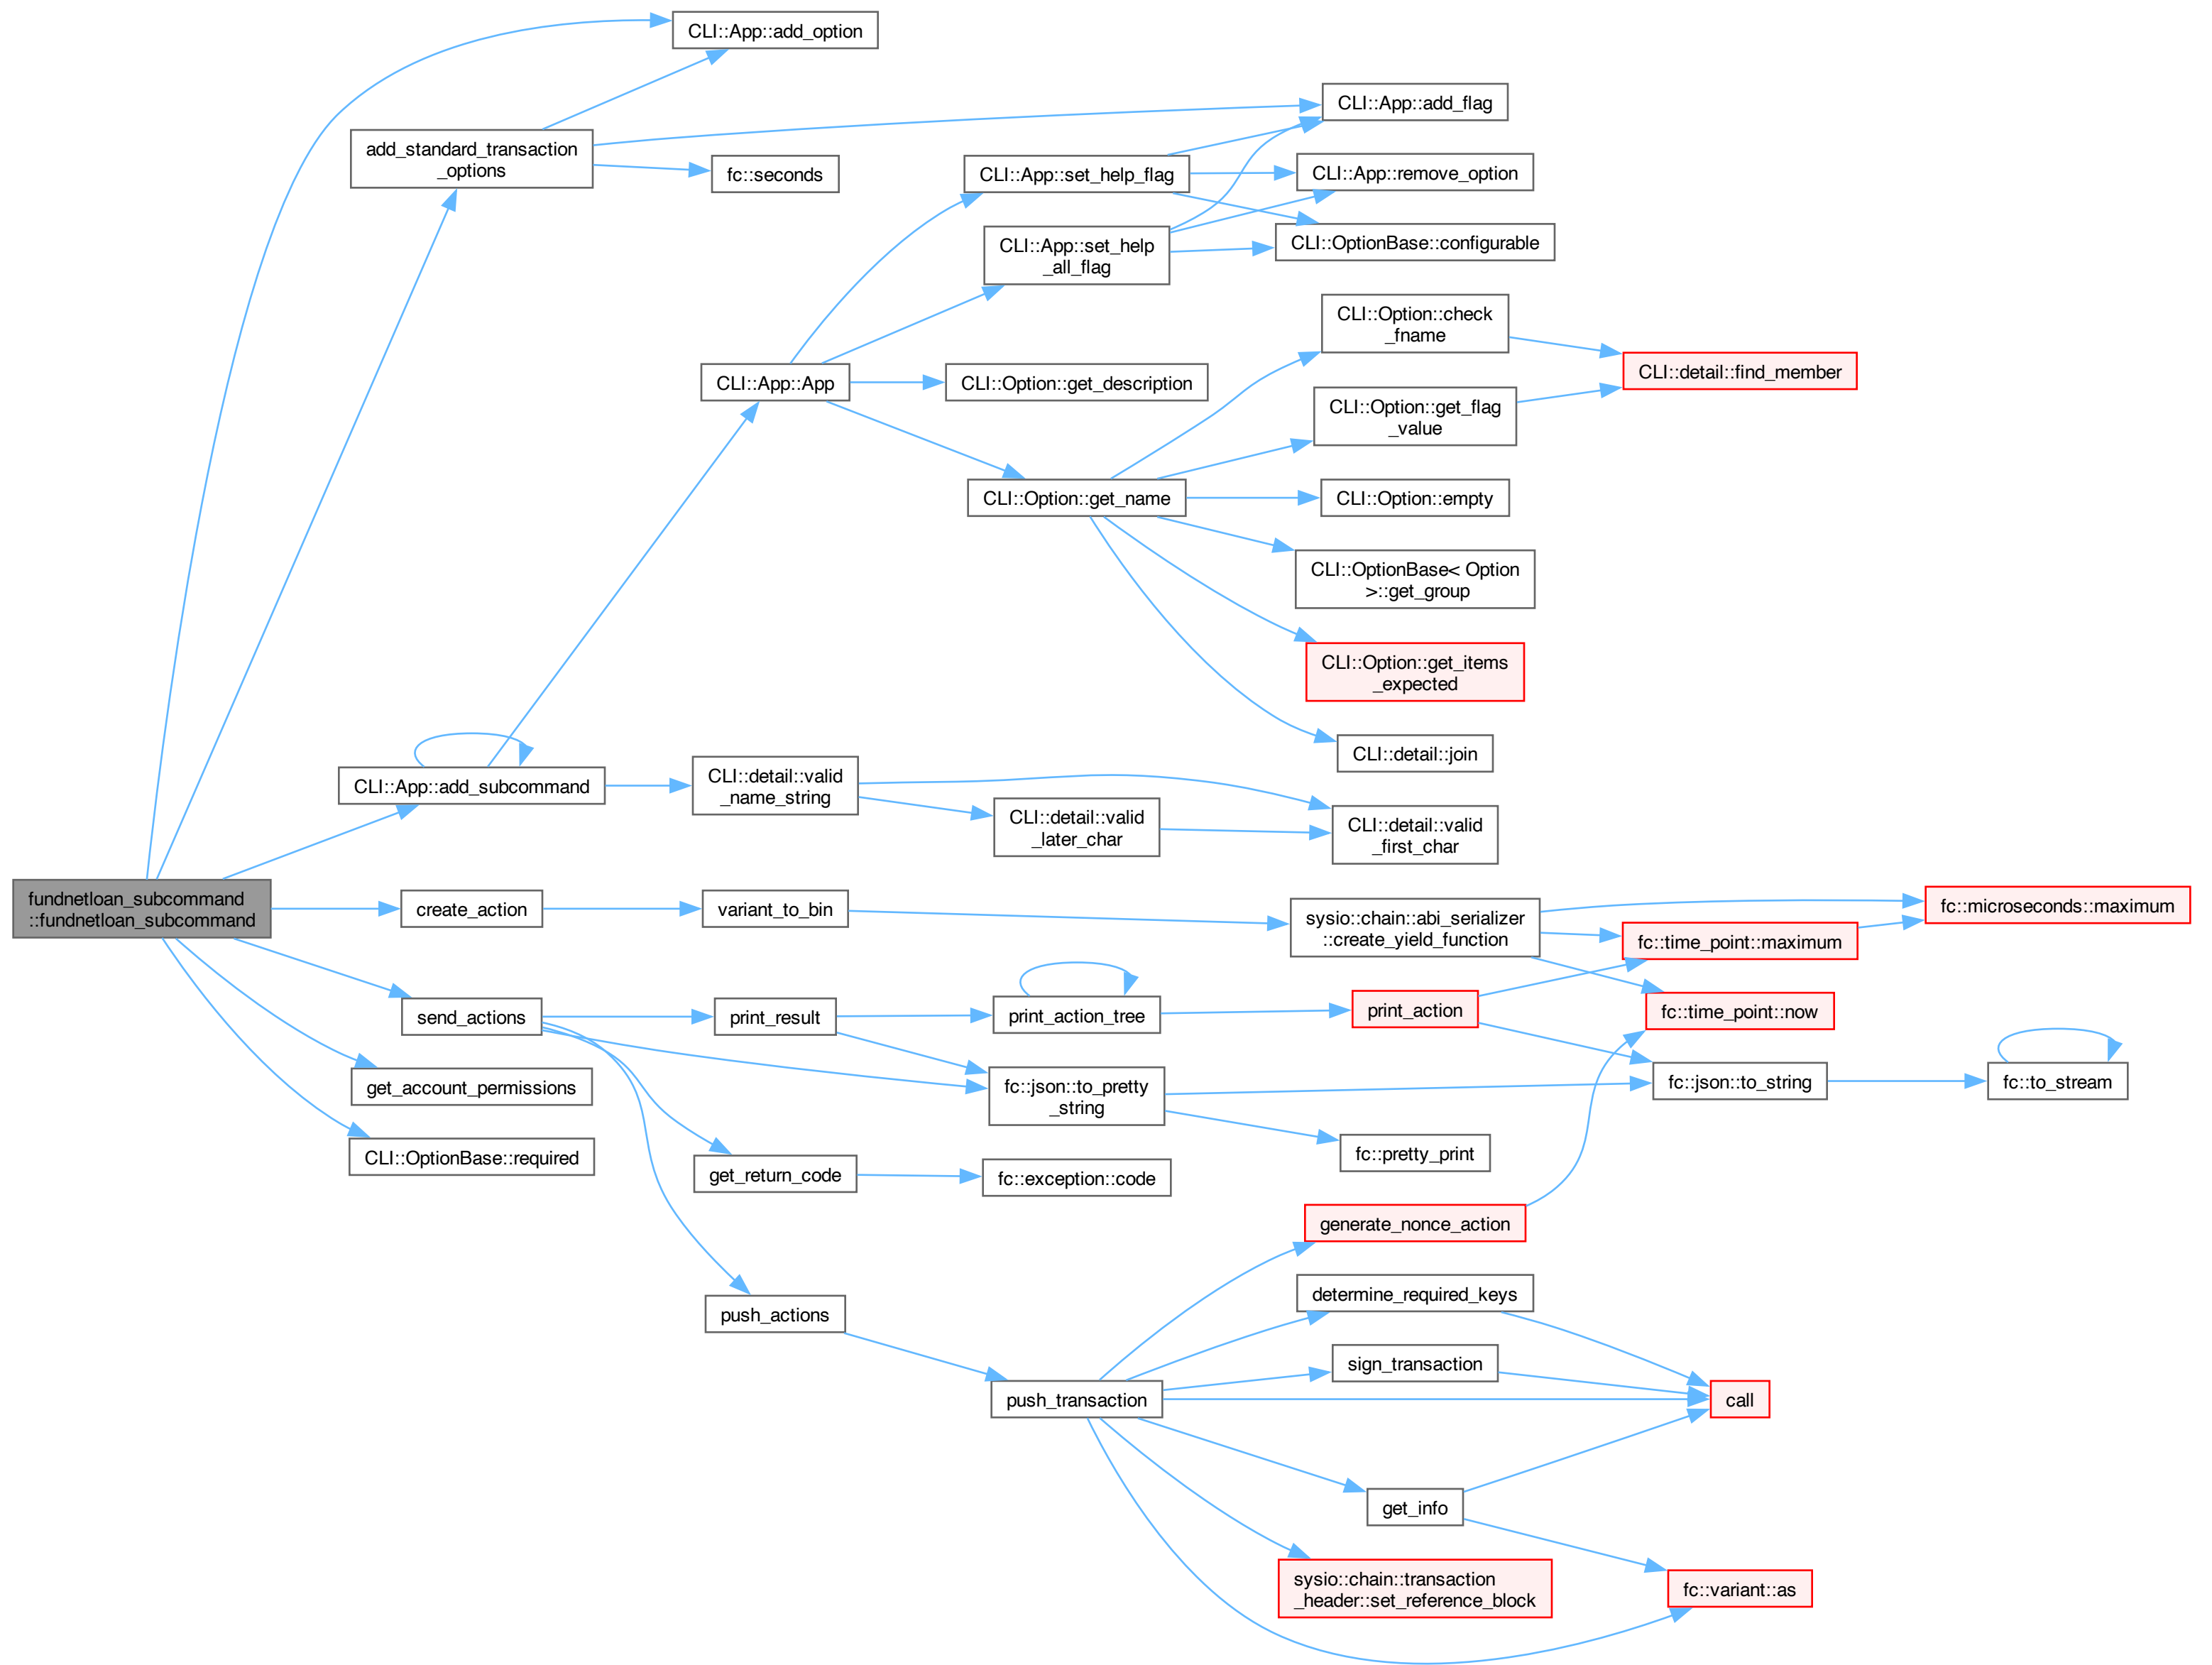 CLI::App::add_option
CLI::App::add_flag
add_standard_transaction
_options
fc::seconds
CLI::App::set_help_flag
CLI::App::remove_option
CLI::App::set_help
_all_flag
CLI::OptionBase::configurable
CLI::Option::check
_fname
CLI::detail::find_member
CLI::App::App
CLI::Option::get_description
CLI::Option::get_flag
_value
CLI::Option::get_name
CLI::Option::empty
CLI::OptionBase< Option
>::get_group
CLI::Option::get_items
_expected
CLI::detail::join
CLI::App::add_subcommand
CLI::detail::valid
_name_string
CLI::detail::valid
_later_char
CLI::detail::valid
_first_char
fundnetloan_subcommand
::fundnetloan_subcommand
create_action
variant_to_bin
sysio::chain::abi_serializer
::create_yield_function
fc::microseconds::maximum
fc::time_point::maximum
send_actions
print_result
print_action_tree
print_action
fc::time_point::now
get_account_permissions
fc::json::to_pretty
_string
fc::json::to_string
fc::to_stream
CLI::OptionBase::required
get_return_code
fc::exception::code
fc::pretty_print
generate_nonce_action
push_actions
determine_required_keys
sign_transaction
push_transaction
call
get_info
sysio::chain::transaction
_header::set_reference_block
fc::variant::as